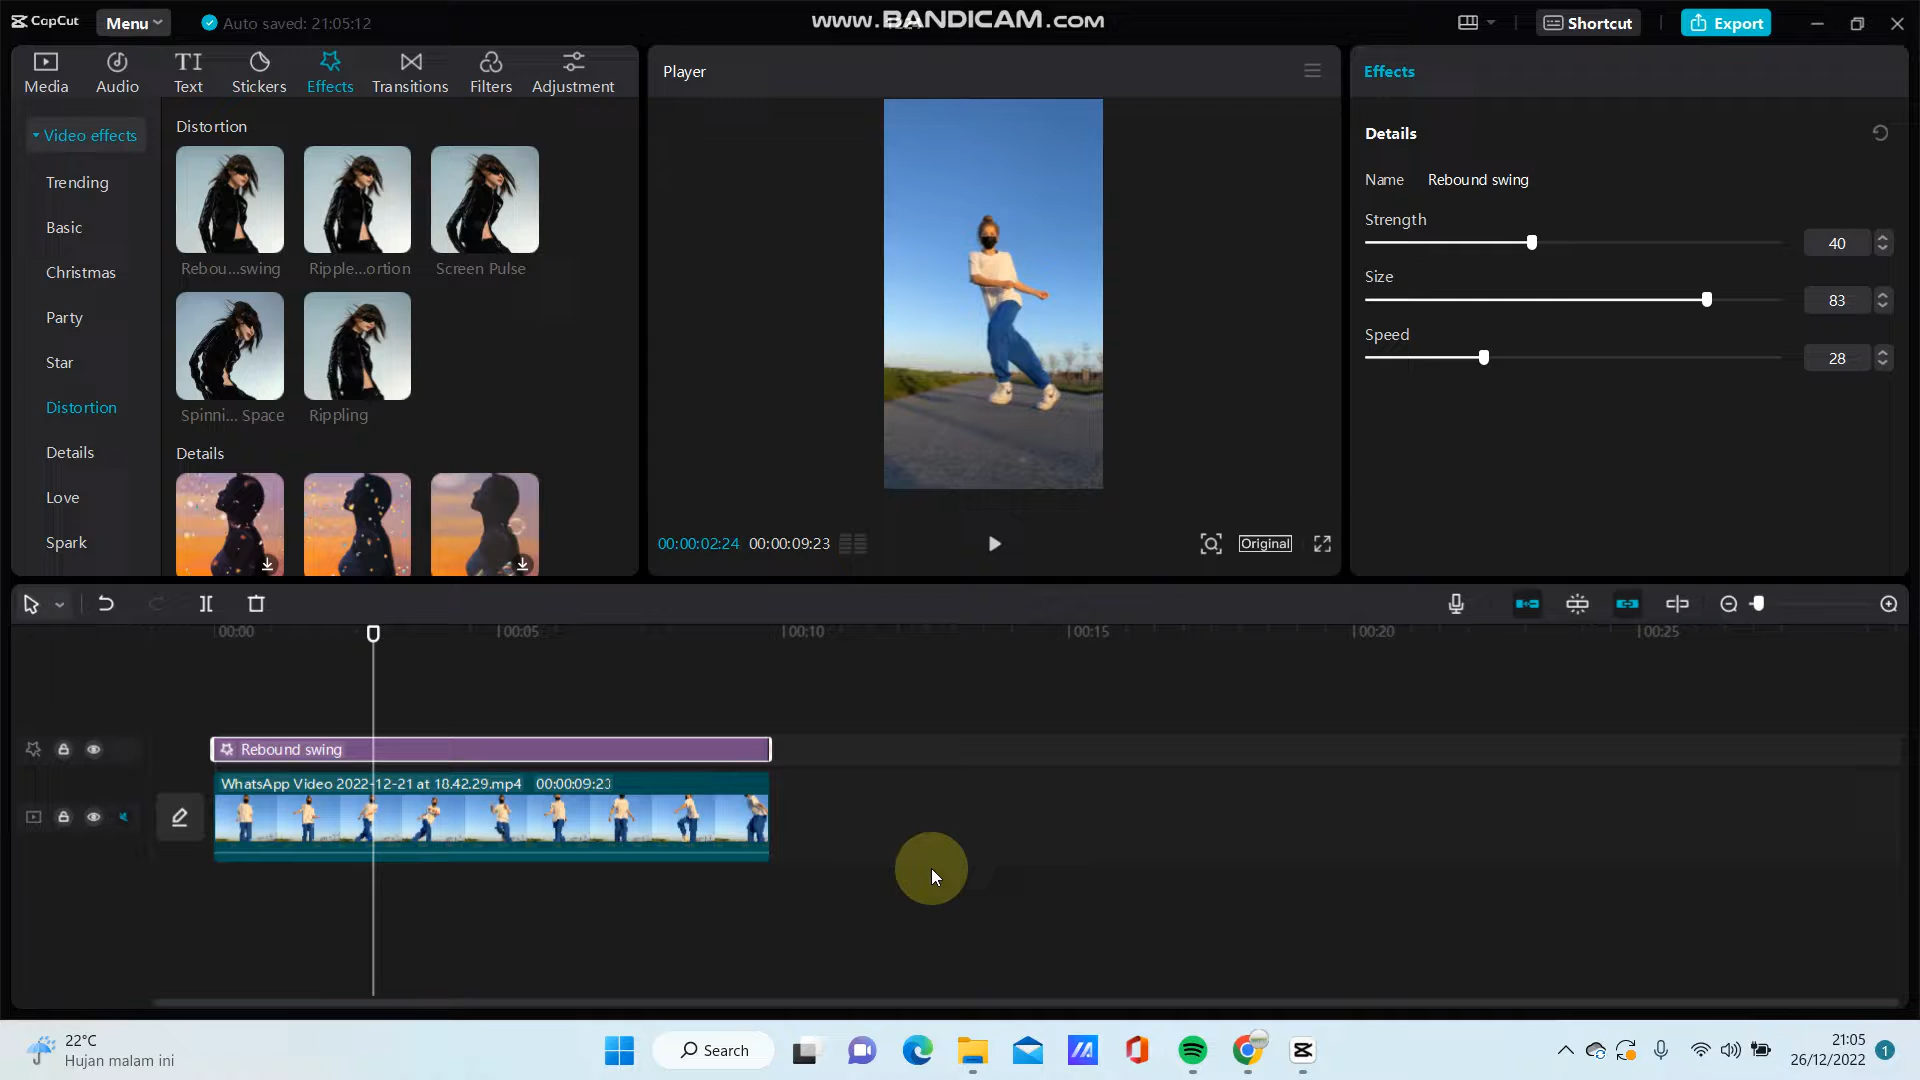 CapCut
Menu
Auto saved: 21:05:12
www.BANDICAM.COM
Shortcut
Export
Media
Audio
Text
Stickers
Effects
Transitions
Filters
Adjustment
Player
Effects
Video effects
Trending
Basic
Christmas
Party
Star
Distortion
Details
Love
Spark
Distortion
Rebou...swing
Ripple...ortion
Screen Pulse
Spinni... Space
Rippling
Details
00:00:02:24 00:00:09:23
Original
Details
Name Rebound swing
Strength
40
Size
83
Speed
28
00:00
00:05
00:10
00:15
00:20
00:25
Rebound swing
WhatsApp Video 2022-12-21 at 18.42.29.mp4 00:00:09:23
22°C
Hujan malam ini
Search
21:05
26/12/2022
1